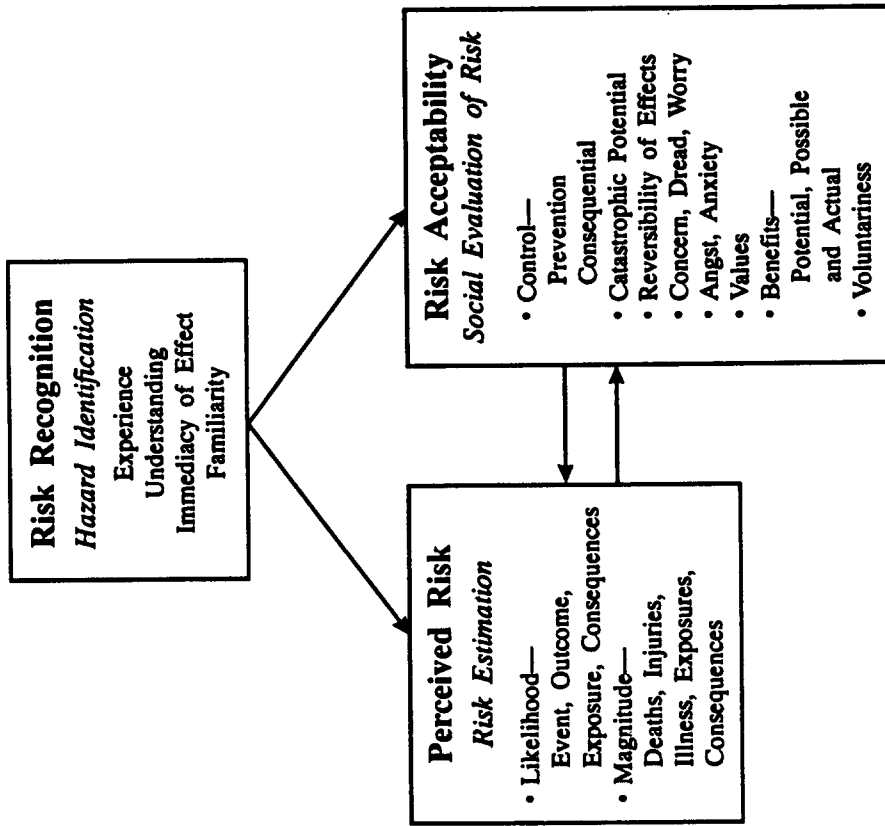 Risk Recognition
Hazard Identification
Experience
Understanding
Immediacy of Effect
Familiarity
Perceived Risk
Risk Estimation
• Likelihood—
Event, Outcome,
Exposure, Consequences
• Magnitude—
Deaths, Injuries,
Illness, Exposures,
Consequences
Risk Acceptability
Social Evaluation of Risk
• Control—
Prevention
Consequential
• Catastrophic Potential
• Reversibility of Effects
• Concern, Dread, Worry
• Angst, Anxiety
• Values
• Benefits—
Potential, Possible
and Actual
• Voluntariness